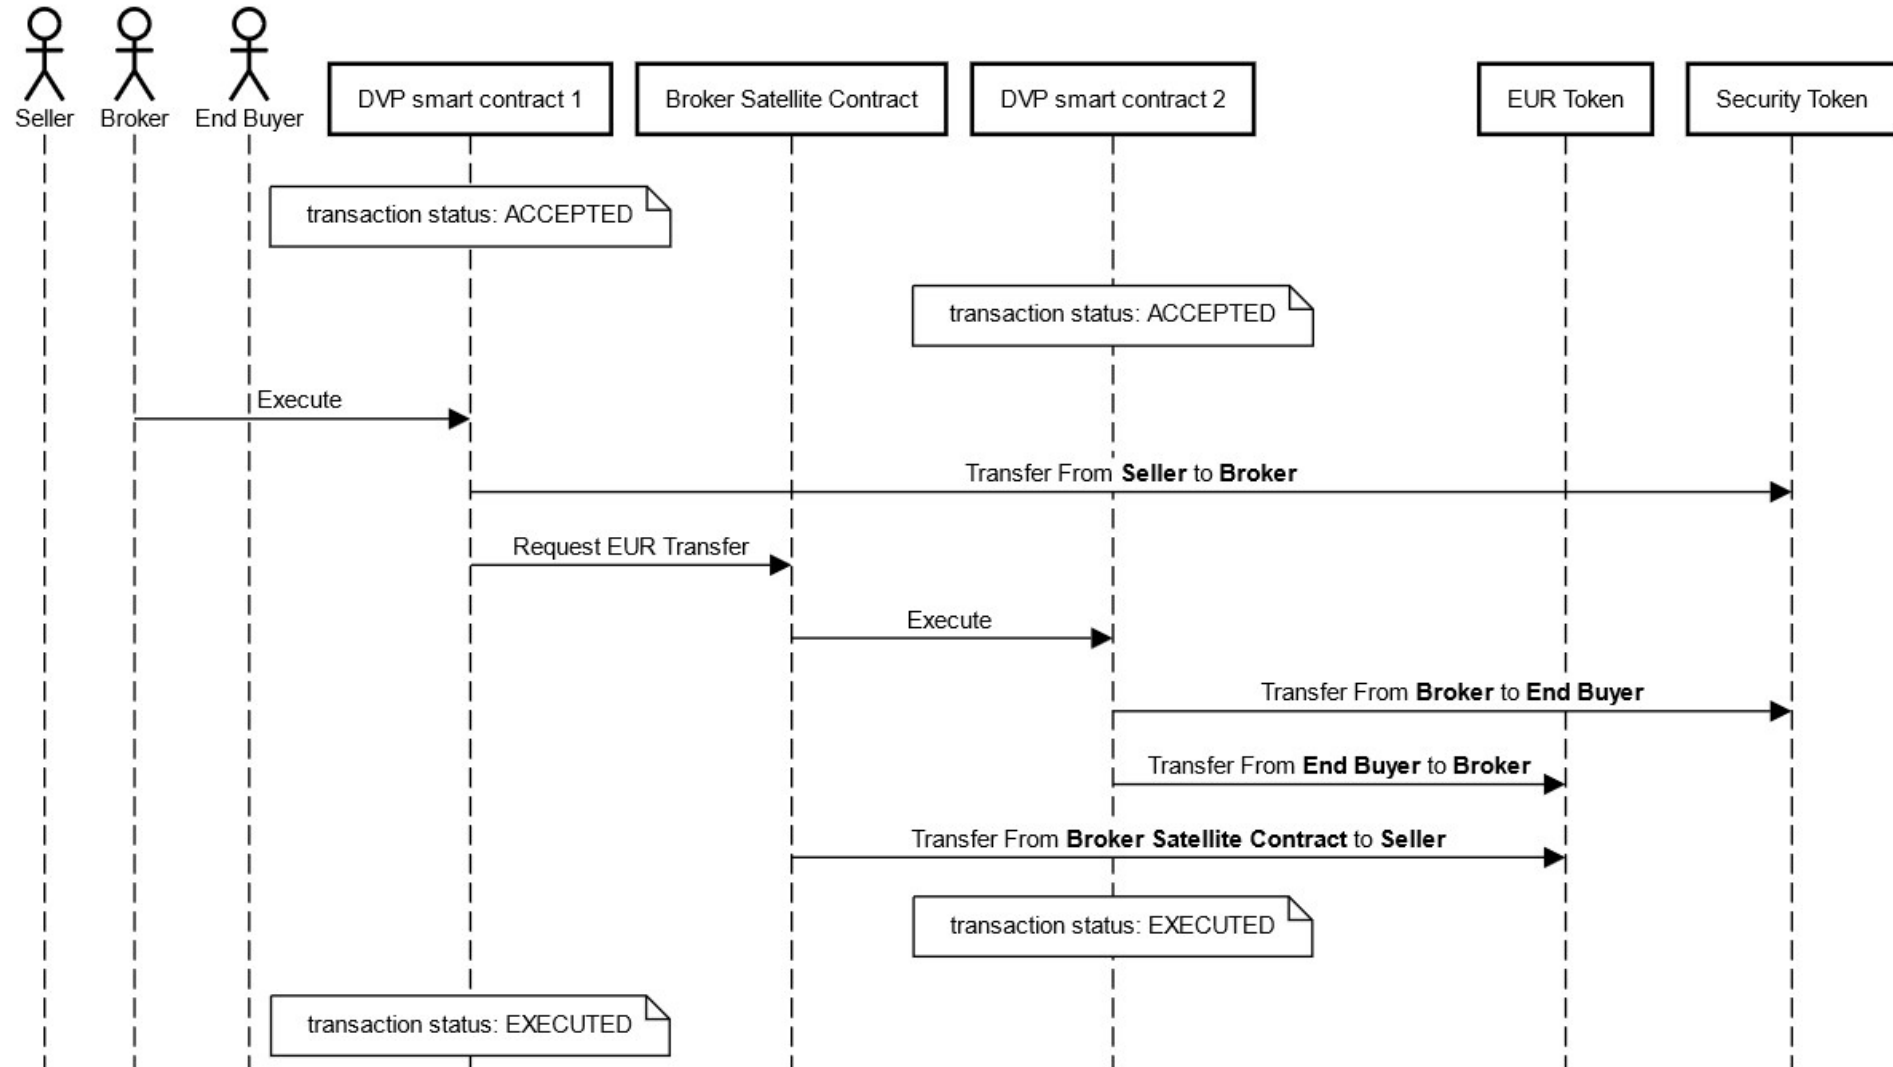 Seller
Broker
End Buyer
DVP smart contract 1
Broker Satellite Contract
DVP smart contract 2
EUR Token
Security Token
transaction status: ACCEPTED
transaction status: ACCEPTED
Execute
Transfer From Seller to Broker
Request EUR Transfer
Execute
Transfer From Broker to End Buyer
Transfer From End Buyer to Broker
Transfer From Broker Satellite Contract to Seller
transaction status: EXECUTED
transaction status: EXECUTED